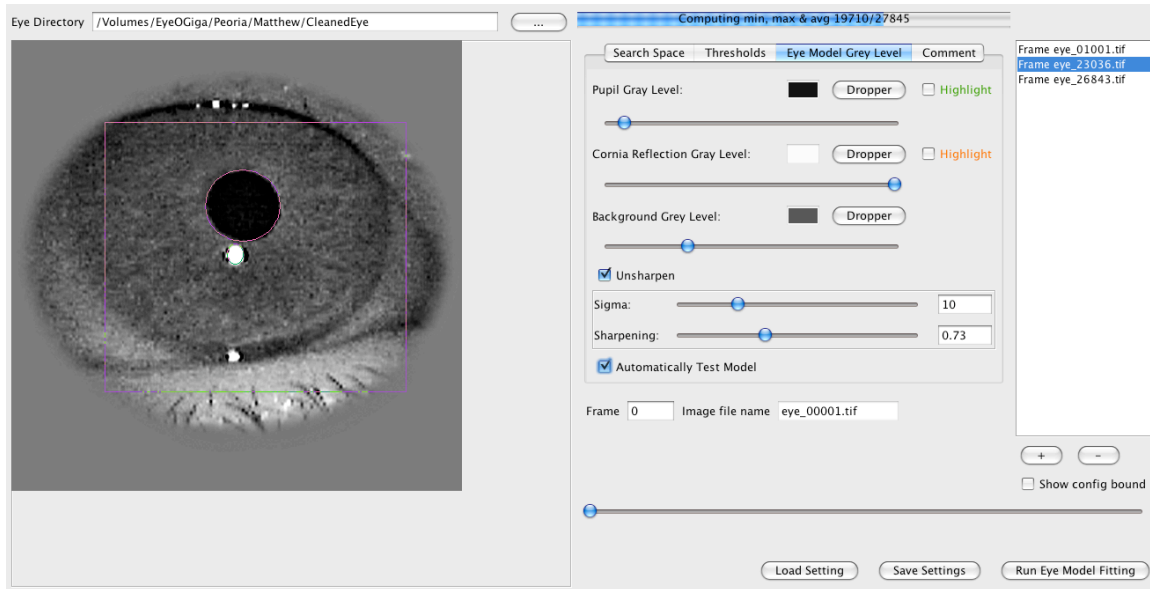 Eye Directory /Volumes/EyeOGiga/Peoria/Matthew/CleanedEye ...
Computing min, max & avg 19710/27845
Search Space Thresholds Eye Model Grey Level Comment
Pupil Gray Level: Dropper Highlight
Cornia Reflection Gray Level: Dropper Highlight
Background Grey Level: Dropper
Unsharpen
Sigma: 10
Sharpening: 0.73
Automatically Test Model
Frame 0 Image file name eye_00001.tif
Frame eye_01001.tif
Frame eye_23036.tif
Frame eye_26843.tif
+ -
Show config bound
Load Setting Save Settings Run Eye Model Fitting